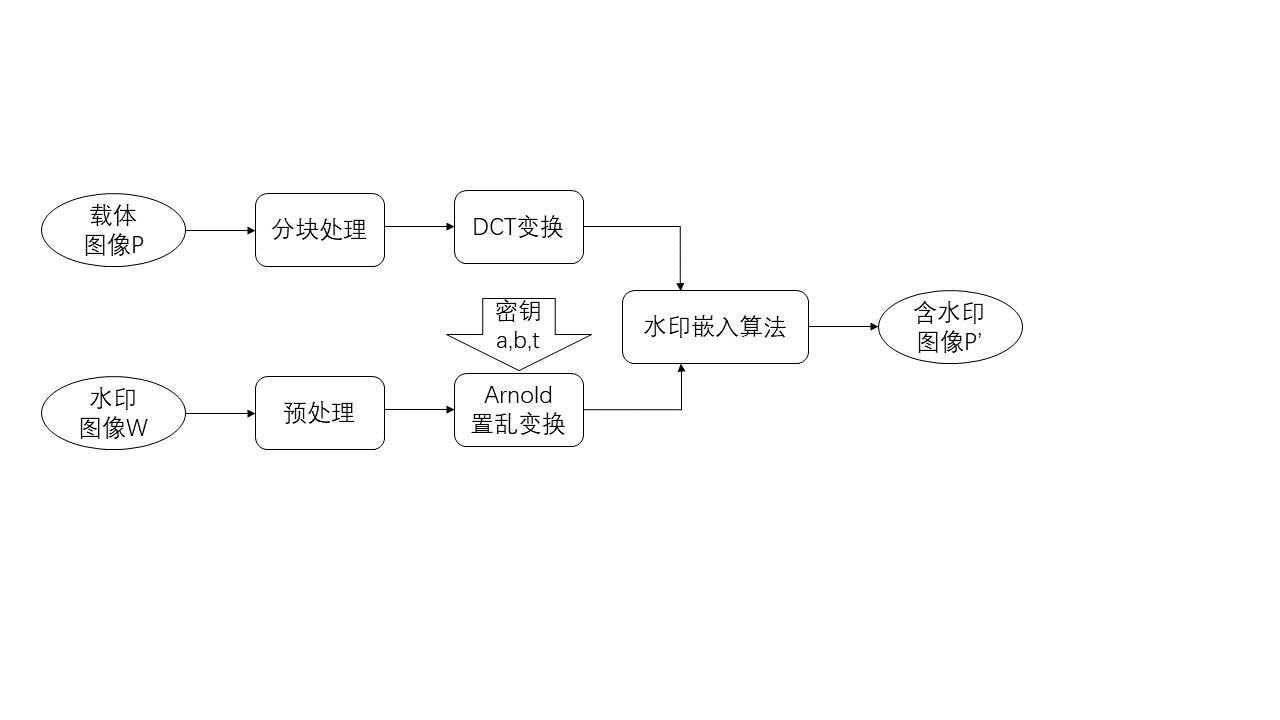 载体
图像P
分块处理
DCT变换
密钥
a,b,t
水印嵌入算法
含水印
图像P’
水印
图像W
预处理
Arnold
置乱变换